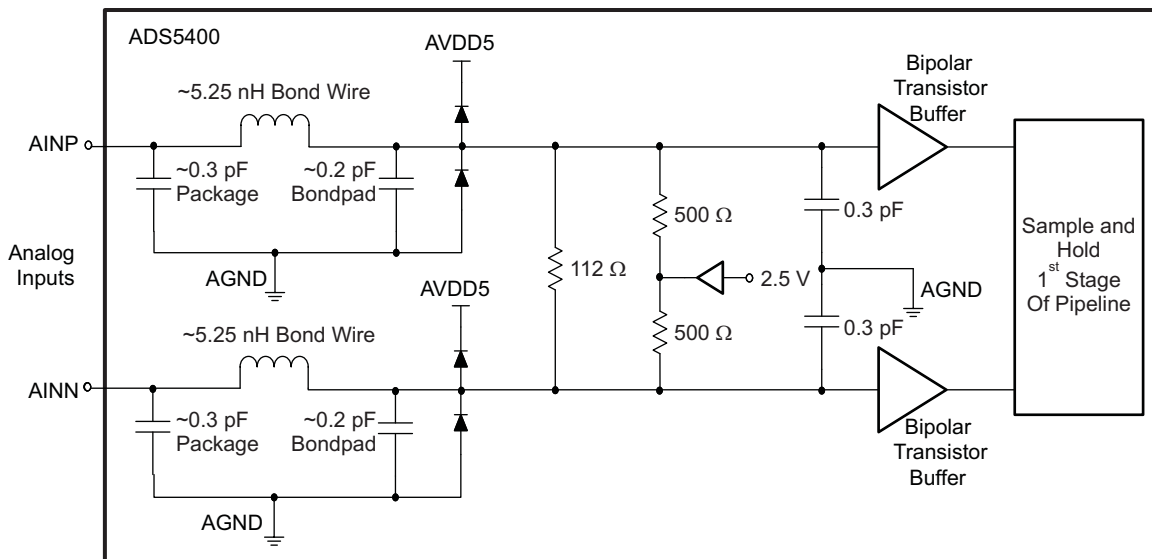 ADS5400
AVDD5
~5.25 nH Bond Wire
Bipolar
Transistor
Buffer
AINP
~0.3 pF
Package
~0.2 pF
Bondpad
500 Ω
0.3 pF
Analog
Inputs
AGND
112 Ω
2.5 V
AGND
Sample and
Hold
1st Stage
Of Pipeline
AVDD5
~5.25 nH Bond Wire
500 Ω
0.3 pF
AINN
~0.3 pF
Package
~0.2 pF
Bondpad
Bipolar
Transistor
Buffer
AGND